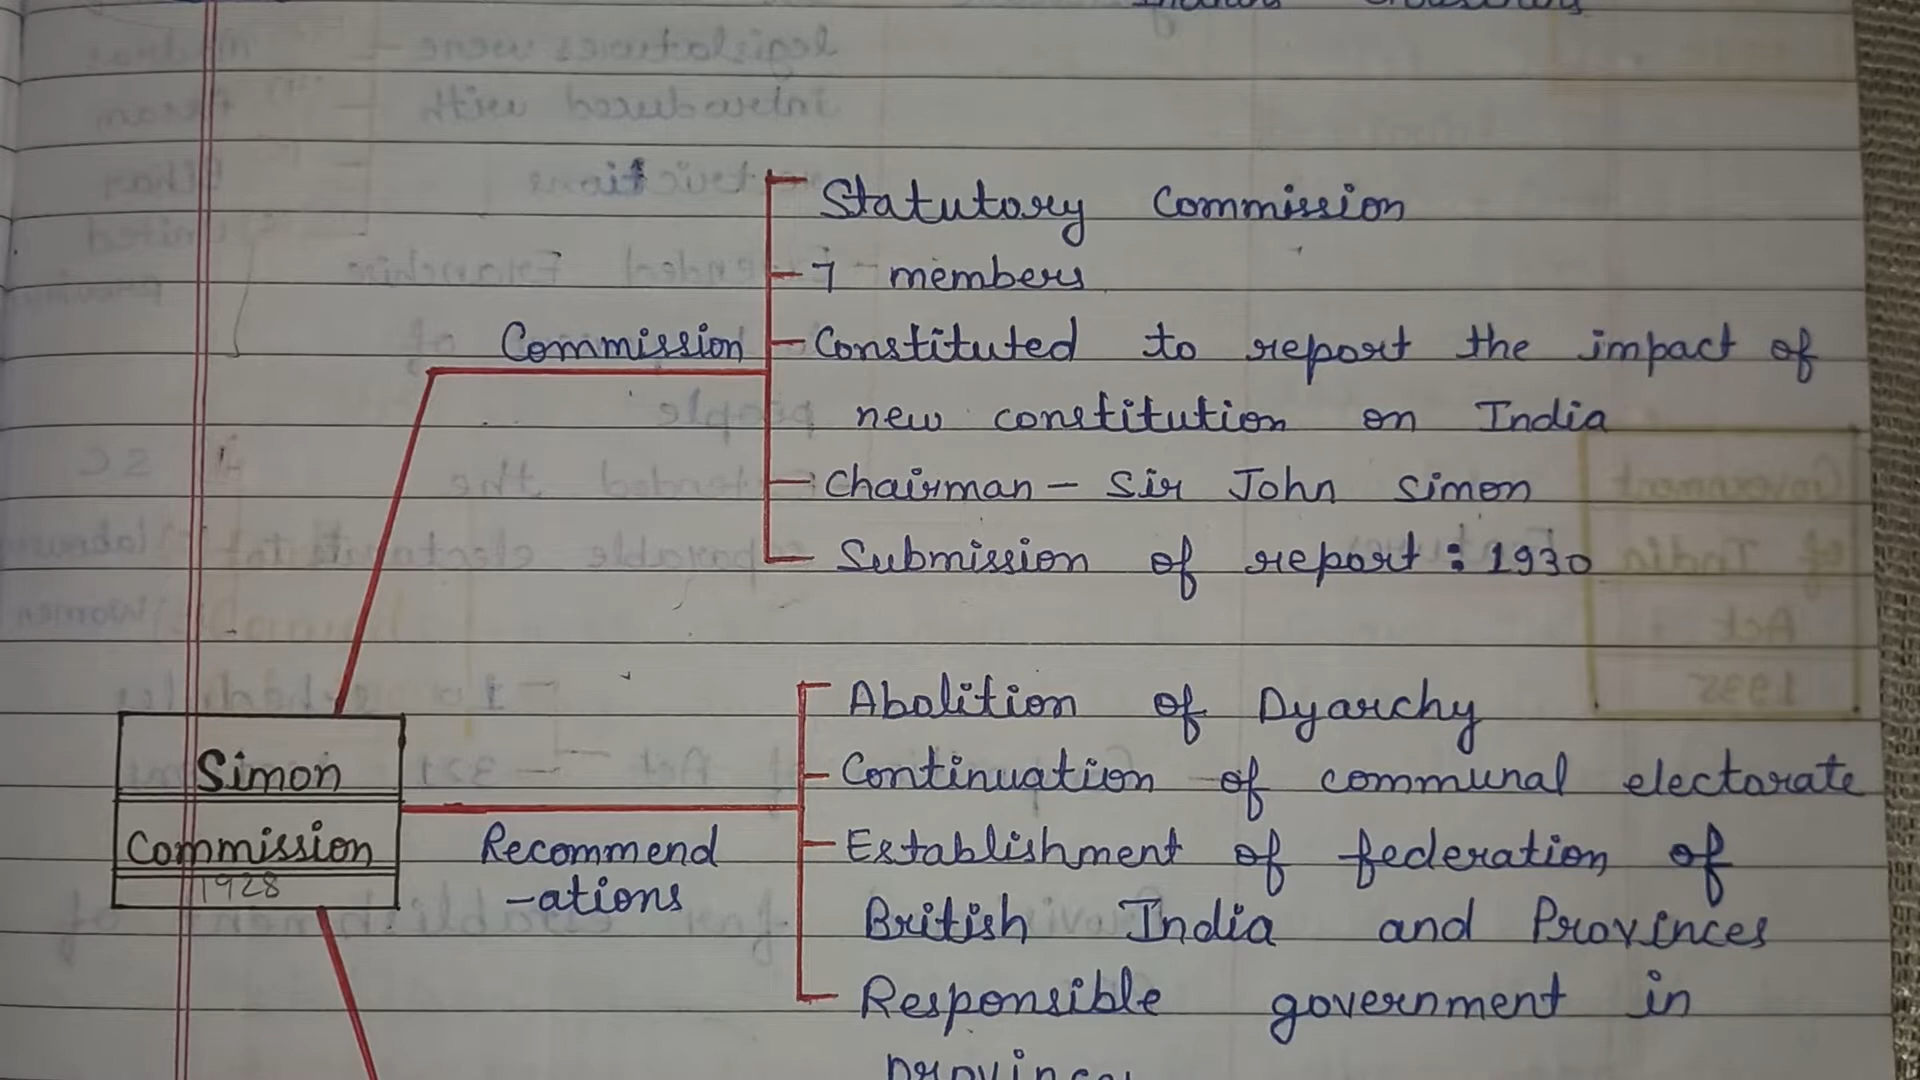 Statutory Commission
7 members
Commission
Constituted to report the impact of
new constitution on India
Chairman - Sir John Simon
Submission of report : 1930
Abolition of Dyarchy
Continuation of communal electorate
Simon
Commission
1928
Recommend
-ations
Establishment of federation of
British India and Provinces
Responsible government in